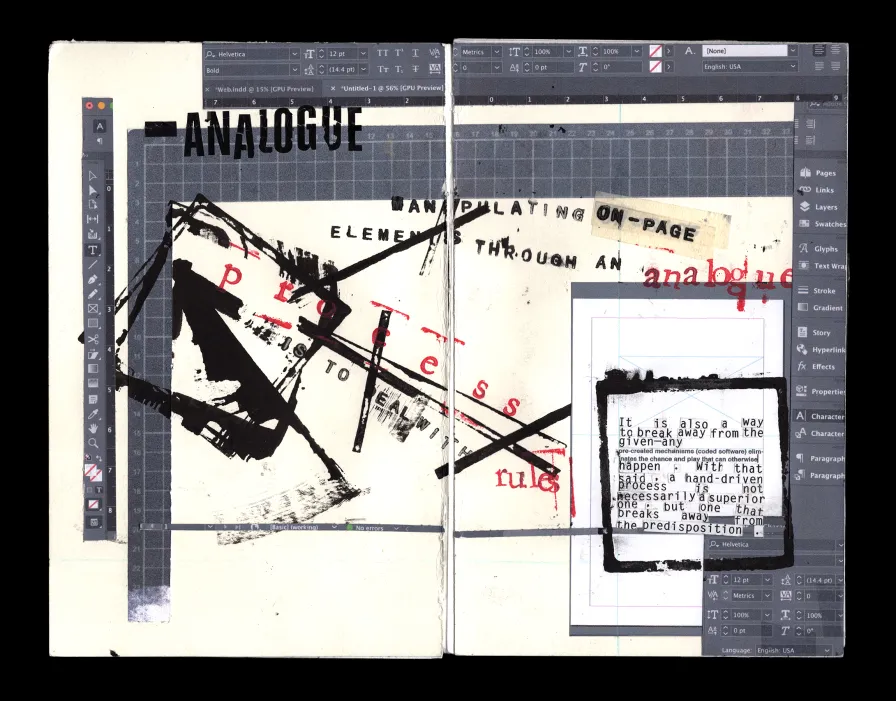 Helvetica
12 pt
Metrics
100%
100%
A.
[None]
Bold
(14.4 pt)
0
0 pt
0°
English: USA
*Web.indd @ 15% [GPU Preview]
*Untitled-1 @ 56% [GPU Preview]
ANALOGUE
MANIPULATING ON-PAGE
ELEMENTS THROUGH AN
analogue
process
IS TO
DEAL WITH
rules
It is also a way
to break away from the
given—any
pre-created mechanisms (coded software) elim-
inates the chance and play that can otherwise
happen . With that
said , a hand-driven
process is not
necessarily a superior
one , but one that
breaks away from
the predisposition .
Pages
Links
Layers
Swatches
Glyphs
Text Wrap
Stroke
Gradient
Story
Hyperlink
Effects
Properties
Character
Character
Paragraph
Paragraph
[Basic] (working)
No errors
Helvetica
12 pt
(14.4 pt)
Metrics
0
100%
100%
0 pt
0°
Language: English: USA